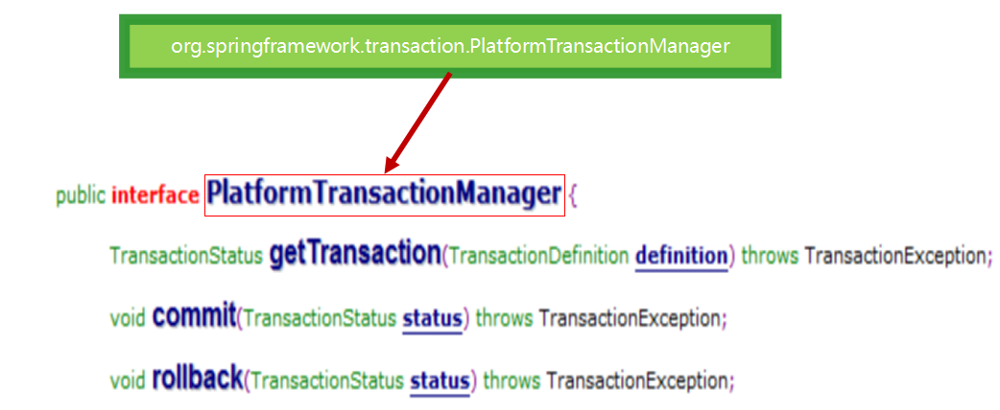 org.springframework.transaction.PlatformTransactionManager
public interface PlatformTransactionManager {
TransactionStatus getTransaction(TransactionDefinition definition) throws TransactionException;
void commit(TransactionStatus status) throws TransactionException;
void rollback(TransactionStatus status) throws TransactionException;